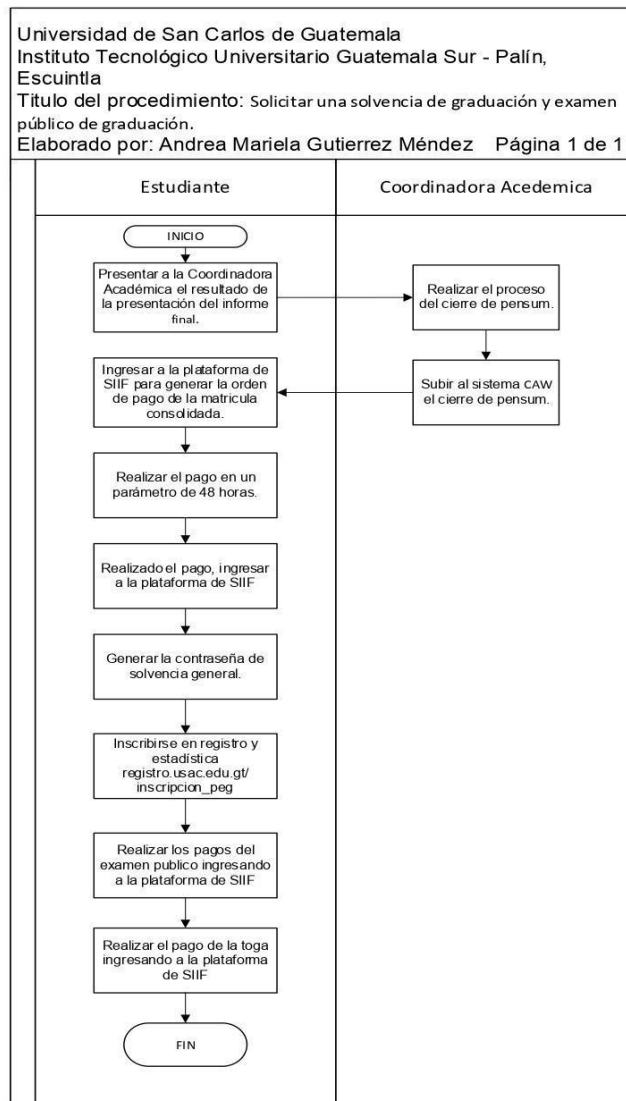 Universidad de San Carlos de Guatemala
Instituto Tecnológico Universitario Guatemala Sur - Palín,
Escuintla
Titulo del procedimiento: Solicitar una solvencia de graduación y examen
público de graduación.
Elaborado por: Andrea Mariela Gutierrez Méndez Página 1 de 1
Estudiante
Coordinadora Acedemica
INICIO
Presentar a la Coordinadora
Académica el resultado de
la presentación del informe
final.
Realizar el proceso
del cierre de pensum.
Subir al sistema CAW
el cierre de pensum.
Ingresar a la plataforma de
SIIF para generar la orden
de pago de la matricula
consolidada.
Realizar el pago en un
parámetro de 48 horas.
Realizado el pago, ingresar
a la plataforma de SIIF
Generar la contraseña de
solvencia general.
Inscribirse en registro y
estadística
registro.usac.edu.gt/
inscripcion_peg
Realizar los pagos del
examen publico ingresando
a la plataforma de SIIF
Realizar el pago de la toga
ingresando a la plataforma
de SIIF
FIN